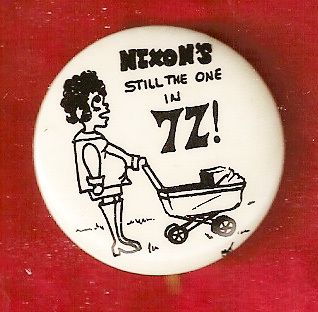 NIXON'S
STILL THE ONE
IN
72!